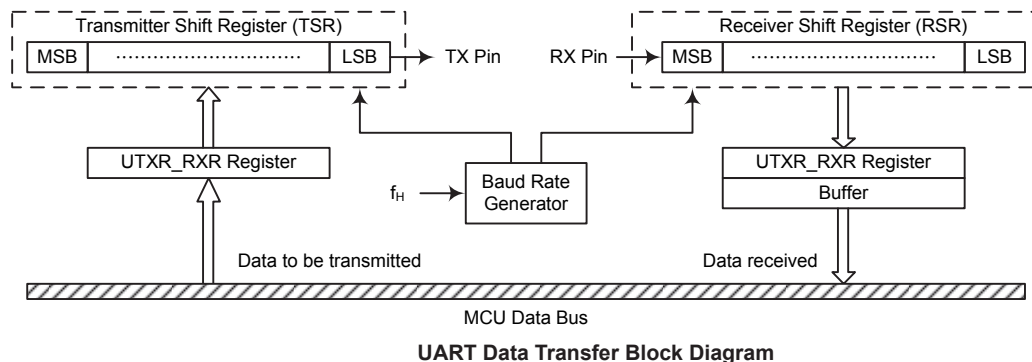 Transmitter Shift Register (TSR)
MSB ................................ LSB
TX Pin
RX Pin
Receiver Shift Register (RSR)
MSB ................................ LSB
UTXR_RXR Register
fH
Baud Rate
Generator
UTXR_RXR Register
Buffer
Data to be transmitted
Data received
MCU Data Bus
UART Data Transfer Block Diagram